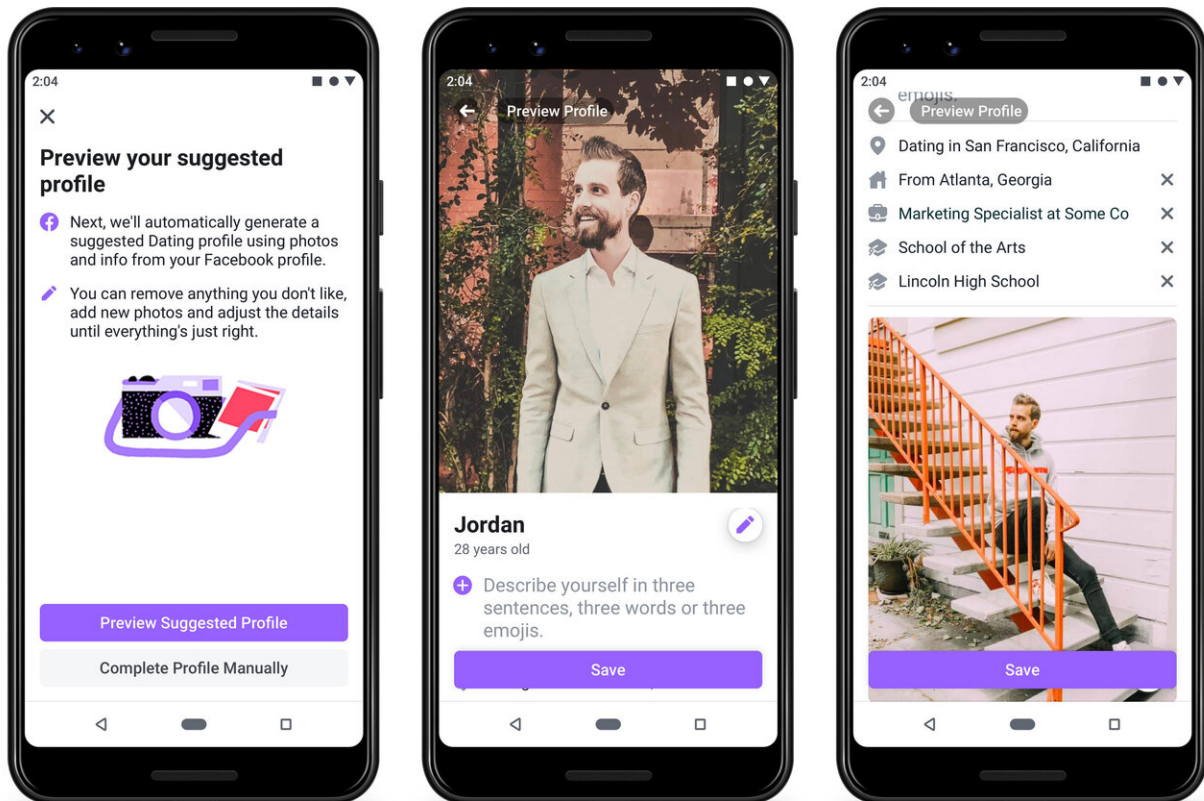 2:04
Preview your suggested
profile
Next, we'll automatically generate a
suggested Dating profile using photos
and info from your Facebook profile.
You can remove anything you don't like,
add new photos and adjust the details
until everything's just right.
Preview Suggested Profile
Complete Profile Manually
2:04
Preview Profile
Jordan
28 years old
Describe yourself in three
sentences, three words or three
emojis.
Save
2:04
emojis.
Preview Profile
Dating in San Francisco, California
From Atlanta, Georgia
Marketing Specialist at Some Co
School of the Arts
Lincoln High School
Save